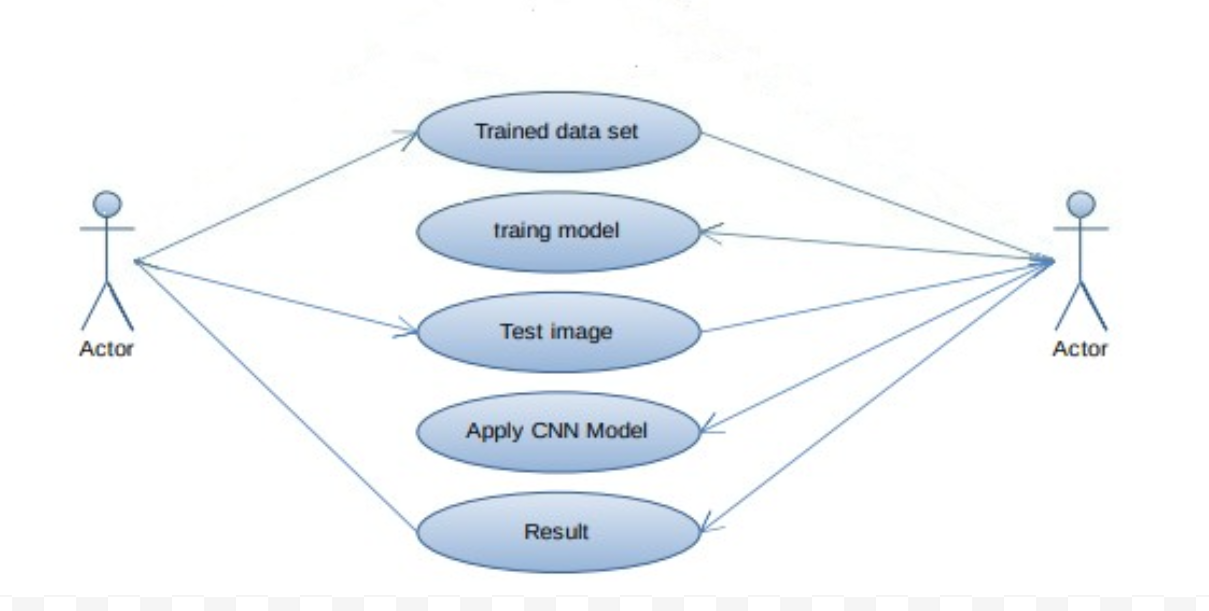 Trained data set
traing model
Test image
Actor
Actor
Apply CNN Model
Result